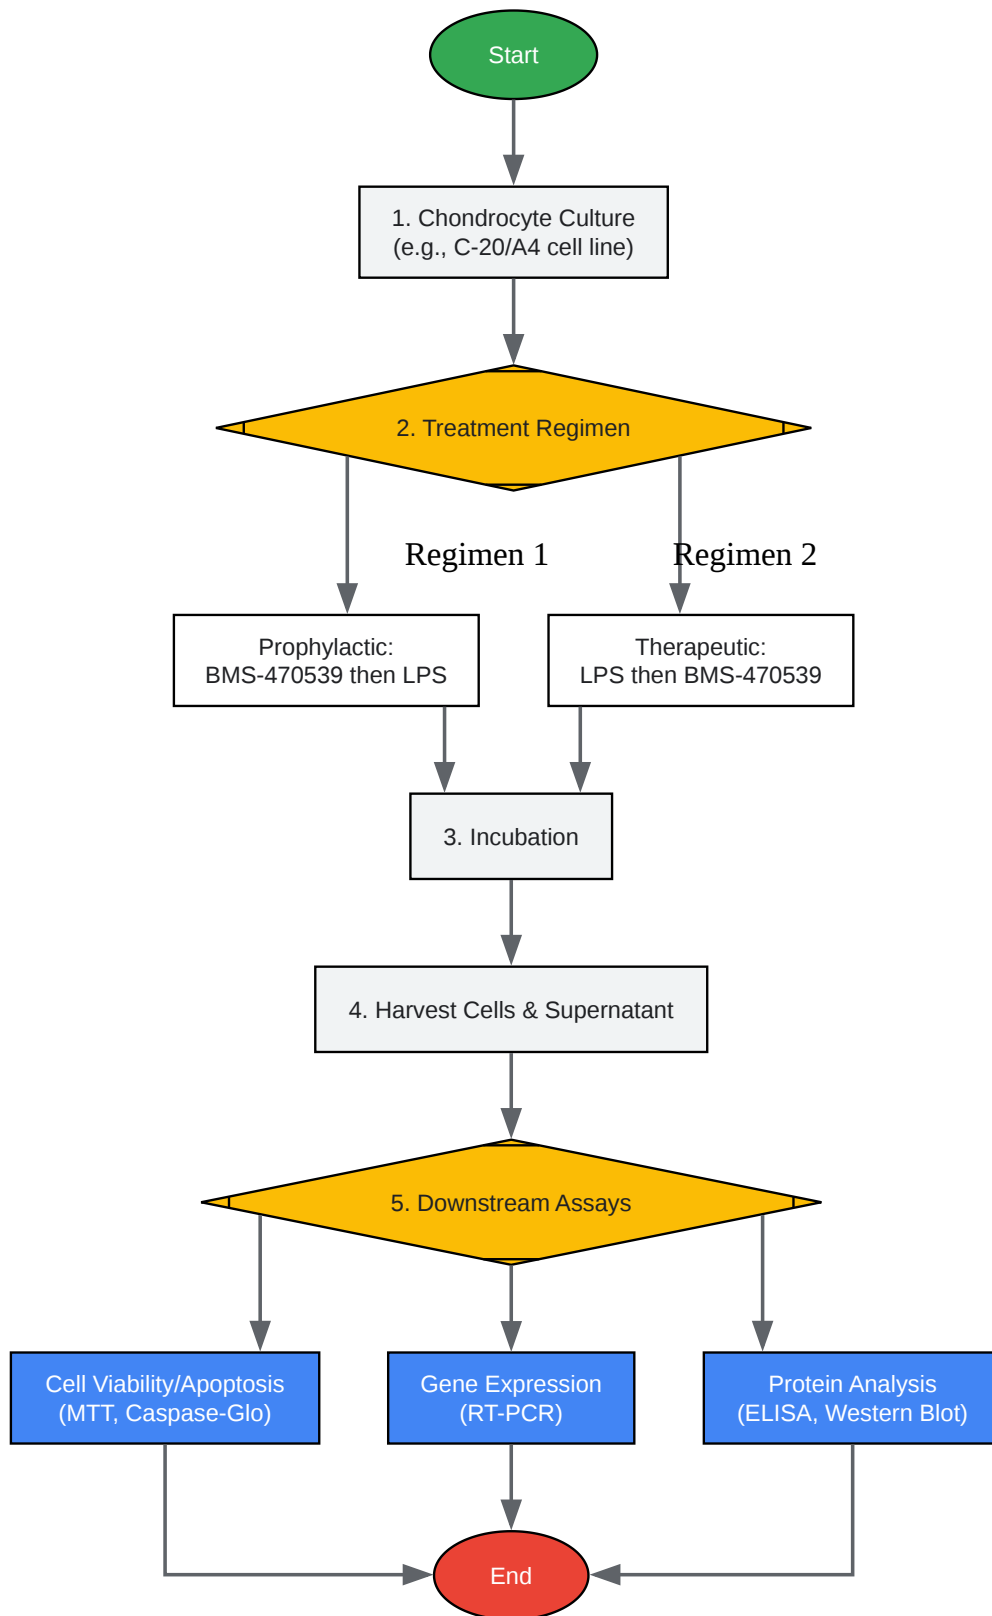 Start
1. Chondrocyte Culture
(e.g., C-20/A4 cell line)
2. Treatment Regimen
Regimen 1
Regimen 2
Prophylactic:
BMS-470539 then LPS
Therapeutic:
LPS then BMS-470539
3. Incubation
4. Harvest Cells & Supernatant
5. Downstream Assays
Cell Viability/Apoptosis
(MTT, Caspase-Glo)
Gene Expression
(RT-PCR)
Protein Analysis
(ELISA, Western Blot)
End